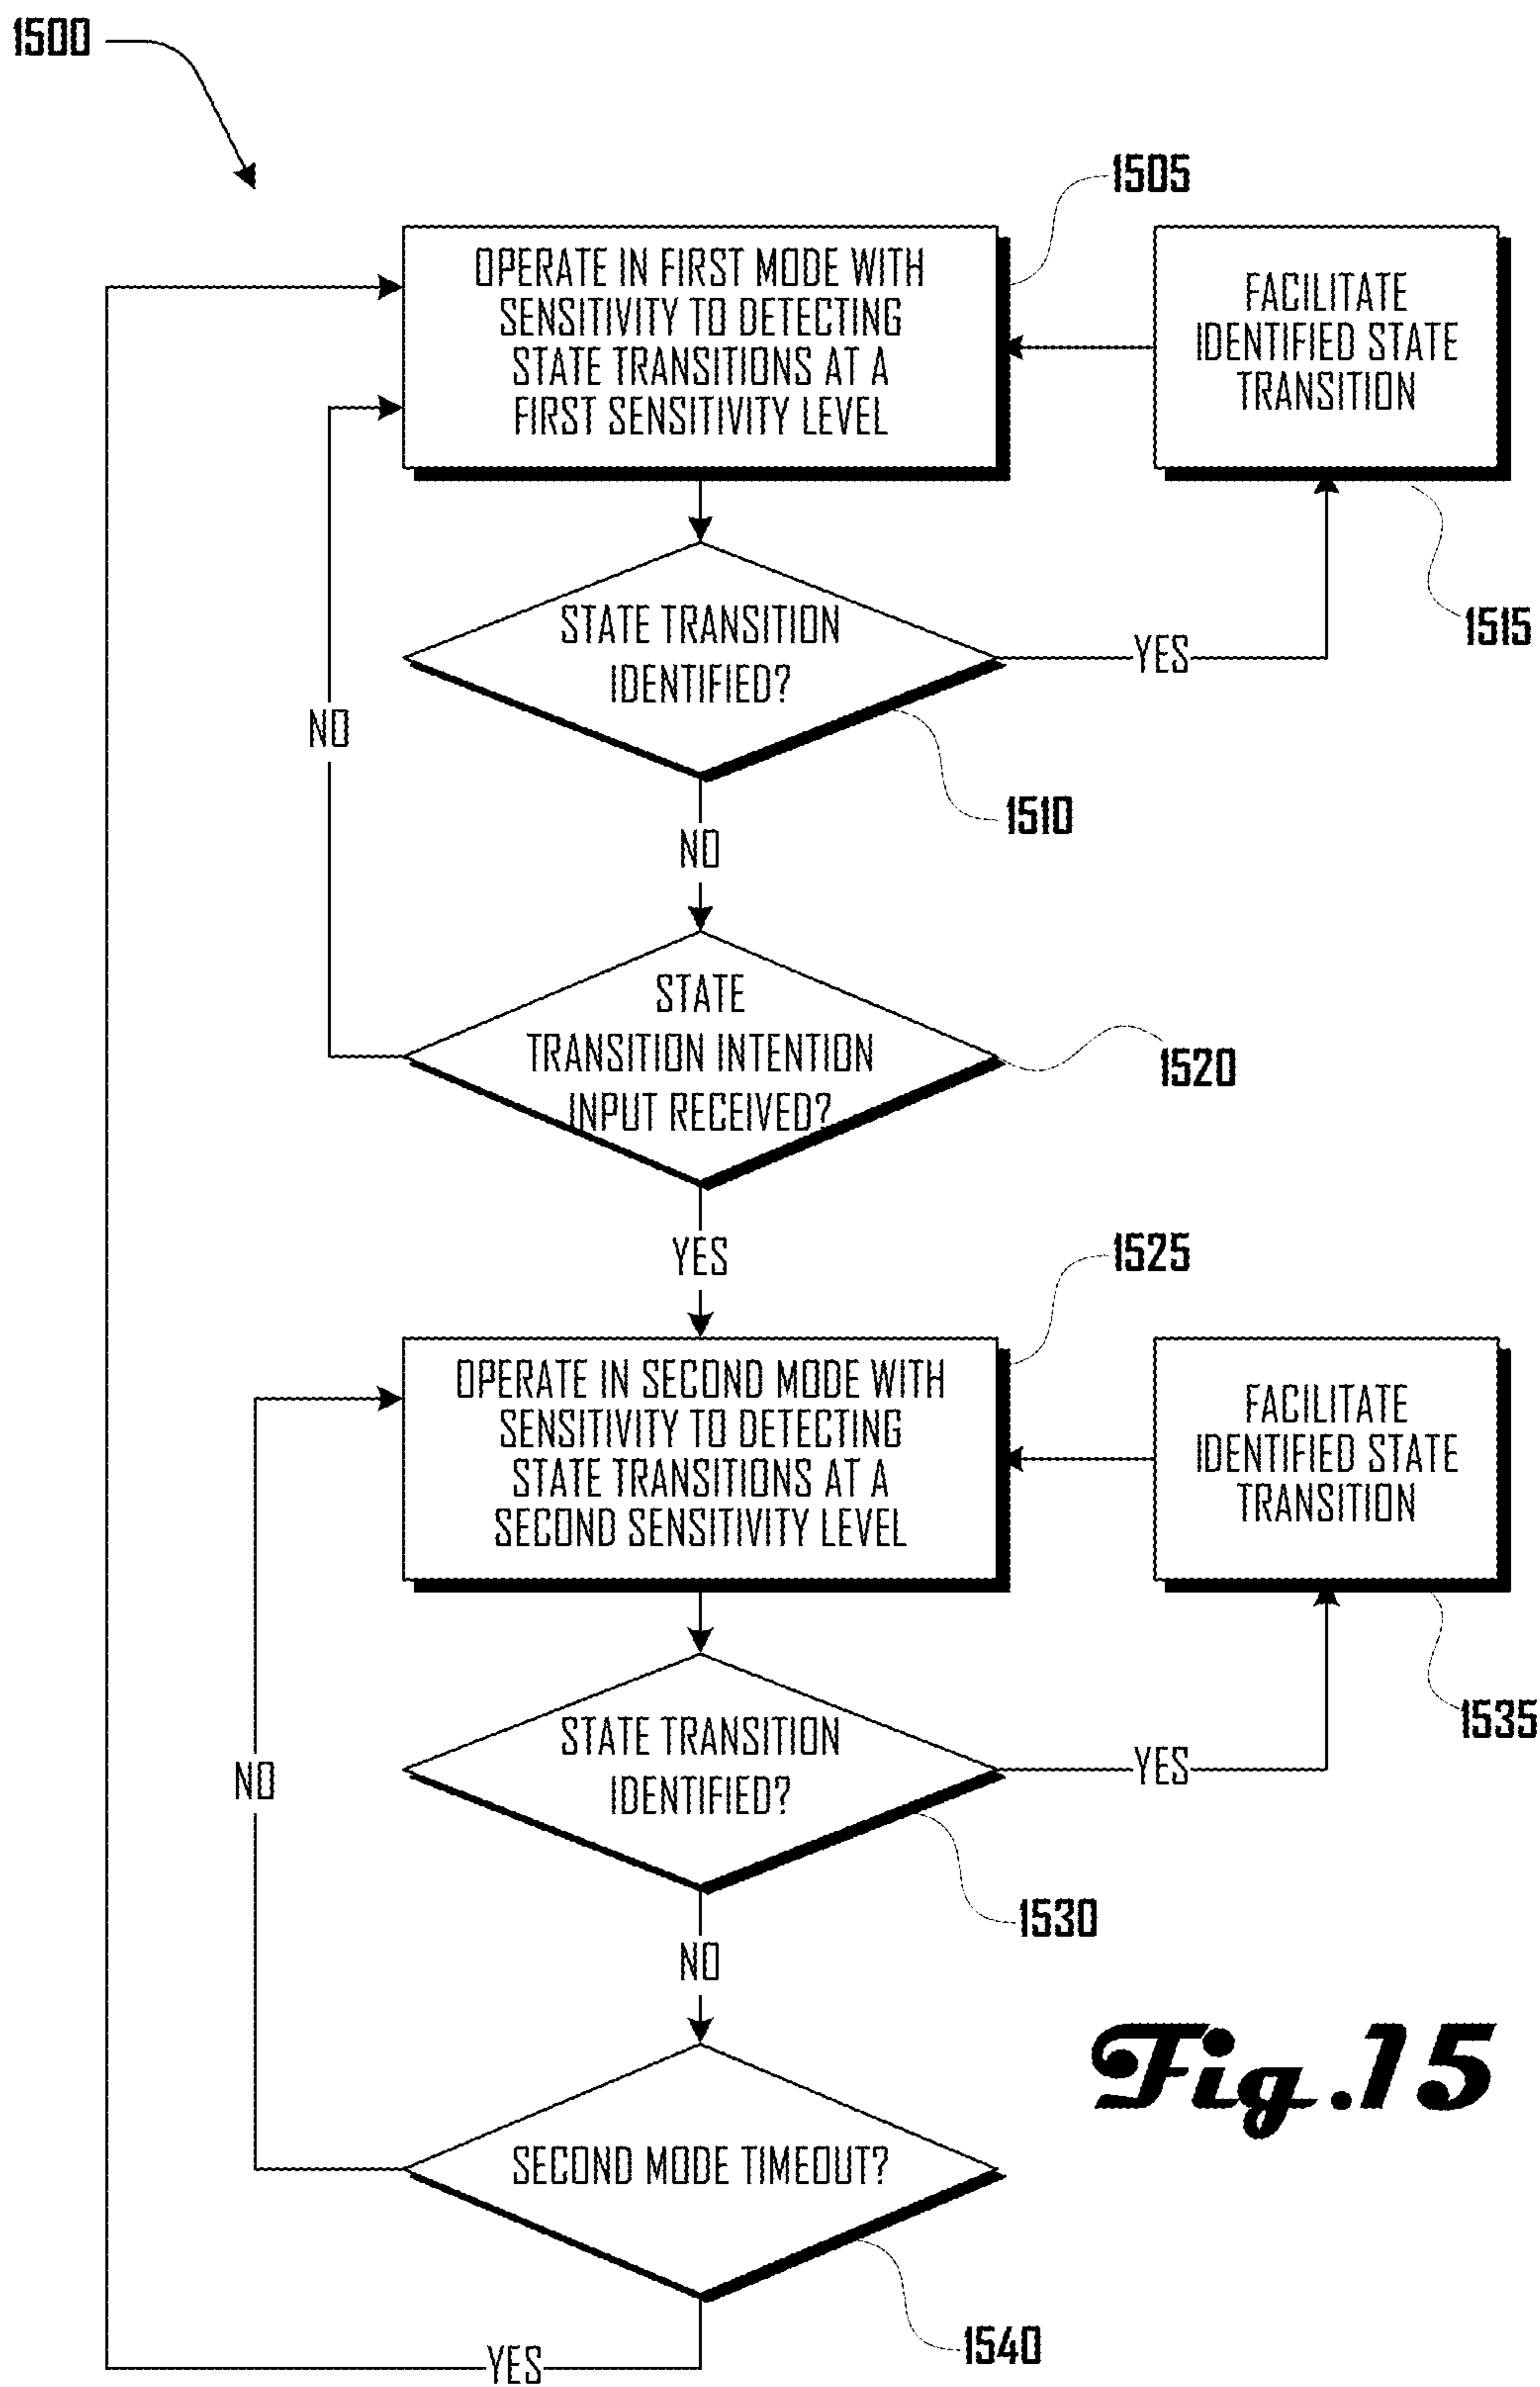 1500
1505
OPERATE IN FIRST MODE WITH
SENSITIVITY TO DETECTING
STATE TRANSITIONS AT A
FIRST SENSITIVITY LEVEL
FACILITATE
IDENTIFIED STATE
TRANSITION
1515
STATE TRANSITION
IDENTIFIED?
YES
NO
1510
NO
STATE
TRANSITION INTENTION
INPUT RECEIVED?
1520
YES
1525
OPERATE IN SECOND MODE WITH
SENSITIVITY TO DETECTING
STATE TRANSITIONS AT A
SECOND SENSITIVITY LEVEL
FACILITATE
IDENTIFIED STATE
TRANSITION
1535
STATE TRANSITION
IDENTIFIED?
YES
NO
1530
NO
SECOND MODE TIMEOUT?
1540
YES
Fig.15